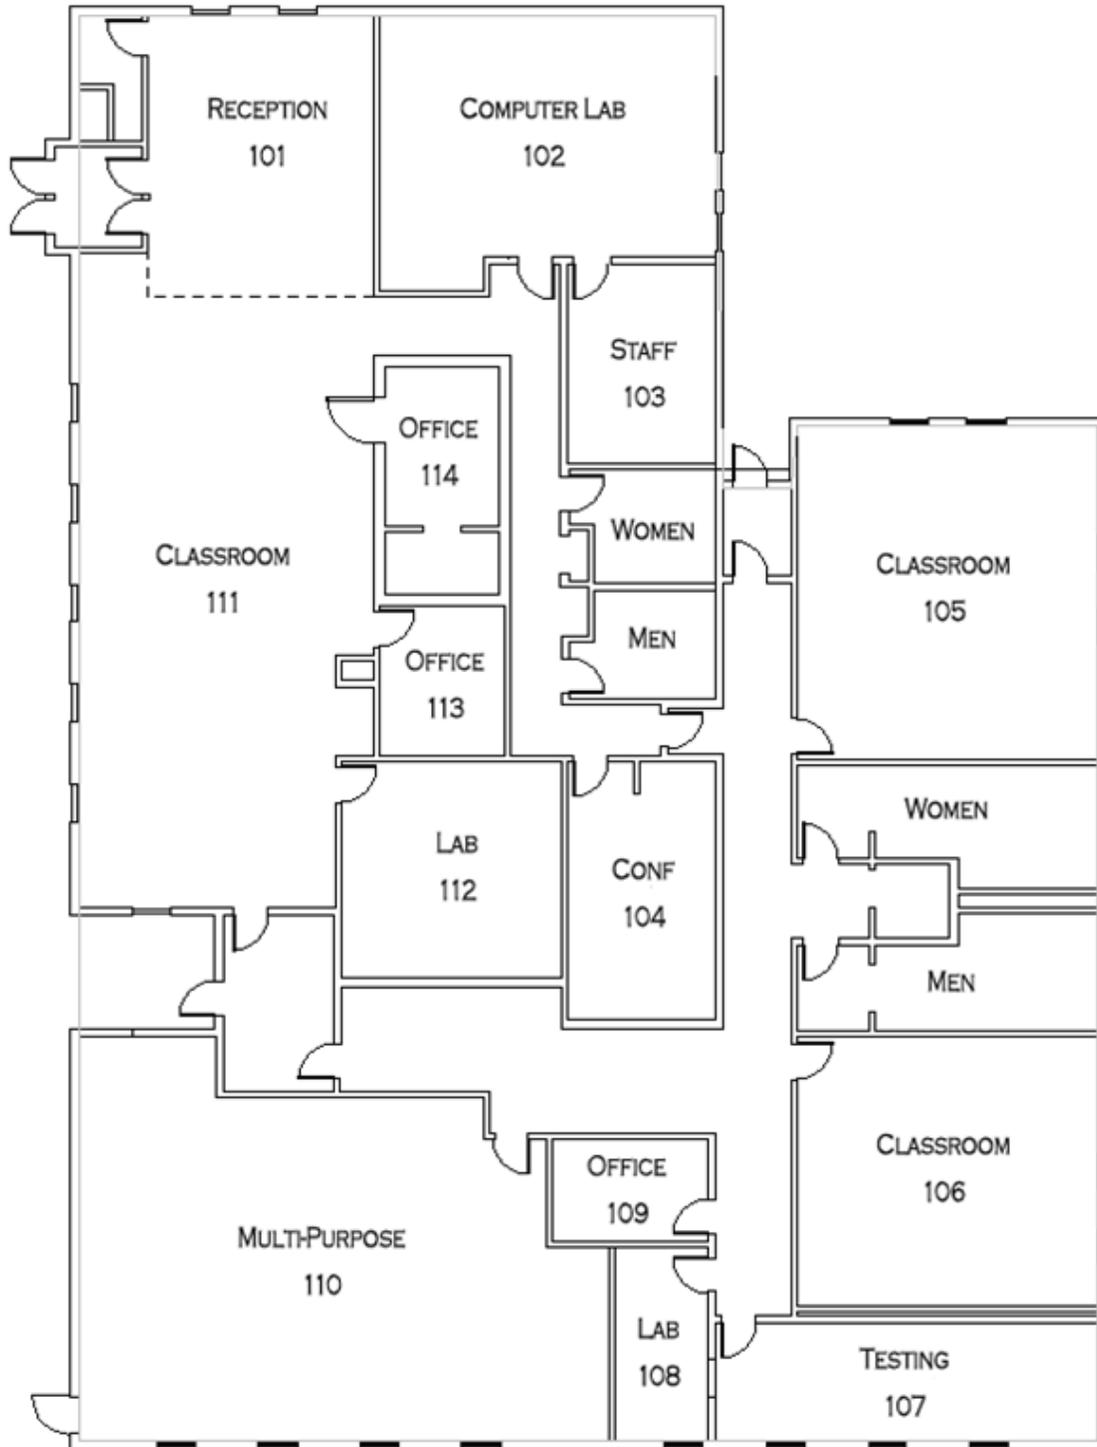 RECEPTION
101
COMPUTER LAB
102
STAFF
103
OFFICE
114
WOMEN
CLASSROOM
111
CLASSROOM
105
MEN
OFFICE
113
WOMEN
LAB
112
CONF
104
MEN
CLASSROOM
106
OFFICE
109
MULTI-PURPOSE
110
LAB
108
TESTING
107